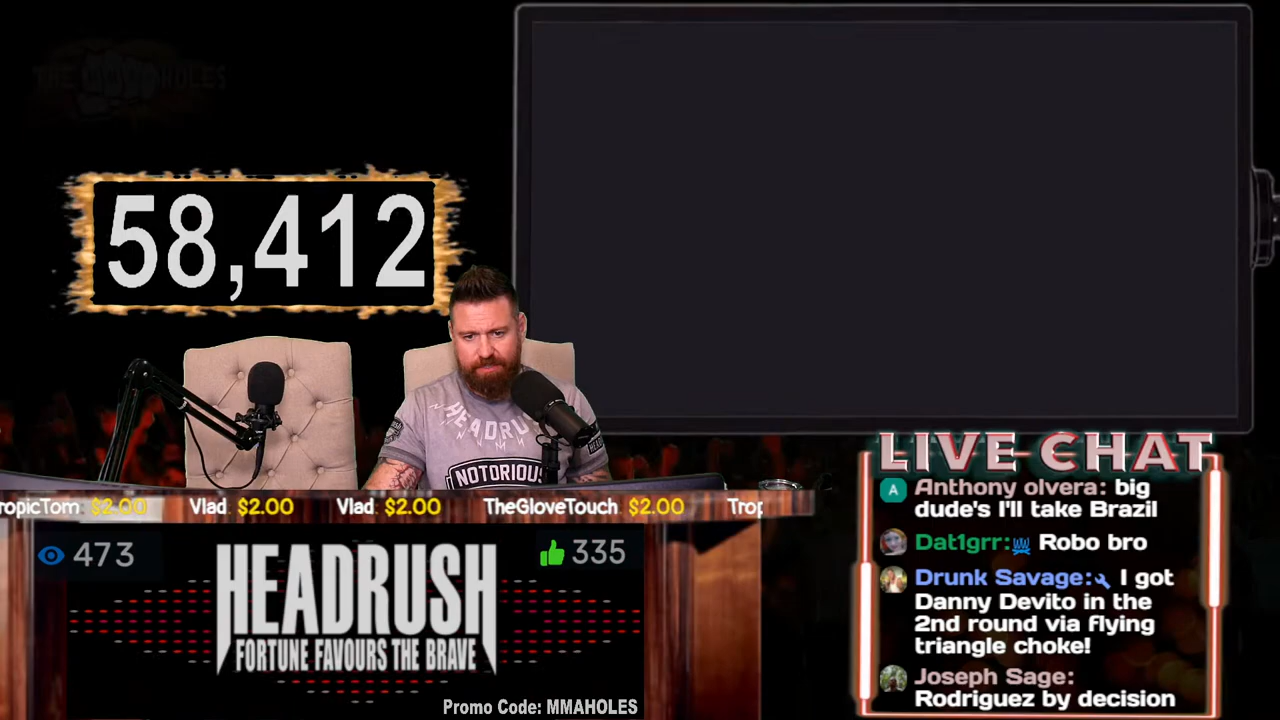 THE MMAHOLES
58,412
HEADRUSH
NOTORIOUS
ropicTom $2.00 Vlad $2.00 Vlad $2.00 TheGloveTouch $2.00 Trop
473
335
HEADRUSH
FORTUNE FAVOURS THE BRAVE
Promo Code: MMAHOLES
LIVE CHAT
A Anthony olvera: big
dude's I'll take Brazil
Dat1grr: Robo bro
Drunk Savage: I got
Danny Devito in the
2nd round via flying
triangle choke!
Joseph Sage:
Rodriguez by decision